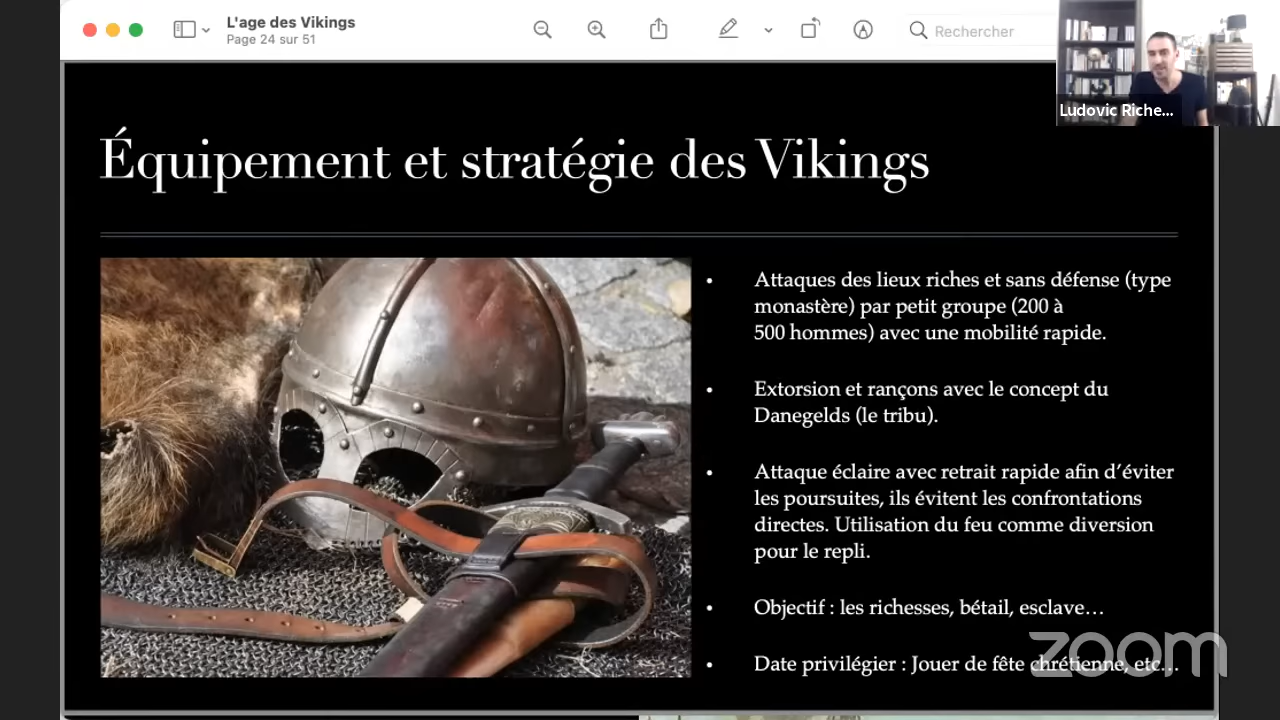 L'age des Vikings
Page 24 sur 51
Rechercher
Ludovic Riche...
Équipement et stratégie des Vikings
• Attaques des lieux riches et sans défense (type
monastère) par petit groupe (200 à
500 hommes) avec une mobilité rapide.
• Extorsion et rançons avec le concept du
Danegelds (le tribu).
• Attaque éclaire avec retrait rapide afin d’éviter
les poursuites, ils évitent les confrontations
directes. Utilisation du feu comme diversion
pour le repli.
• Objectif : les richesses, bétail, esclave…
• Date privilégier : Jouer de fête chrétienne, etc…
zoom